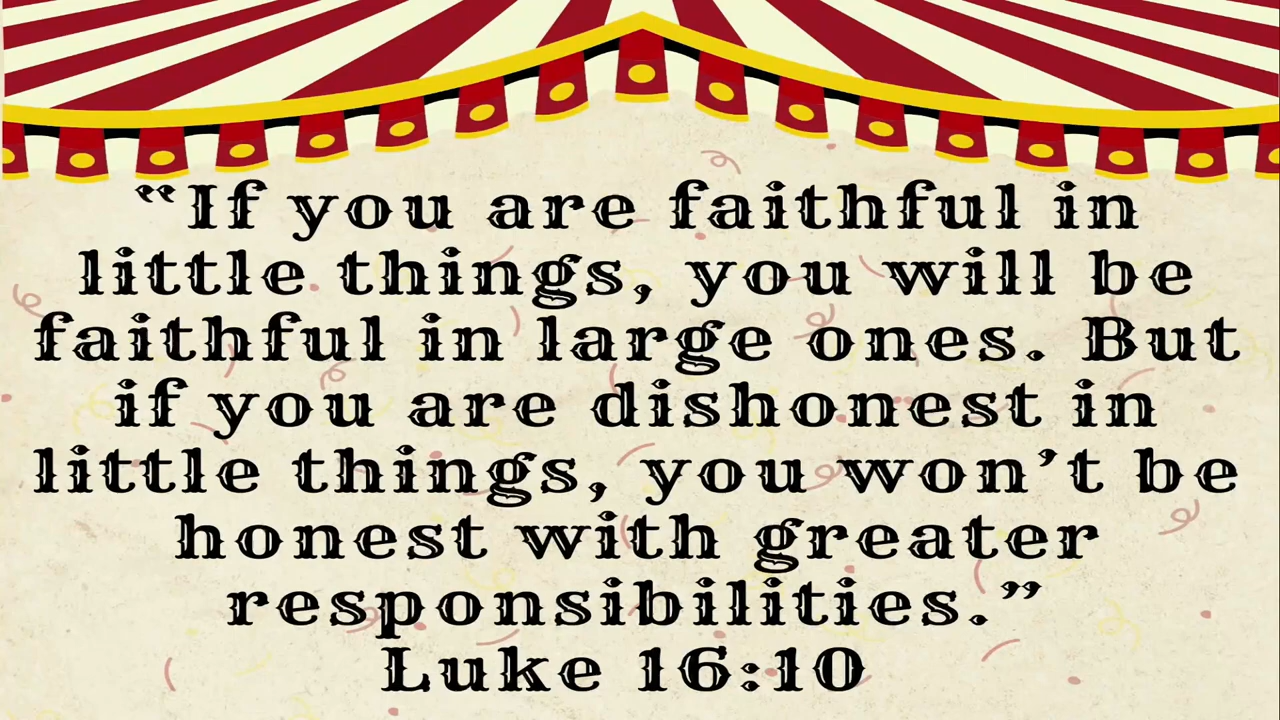 “If you are faithful in
little things, you will be
faithful in large ones. But
if you are dishonest in
little things, you won’t be
honest with greater
responsibilities.”
Luke 16:10